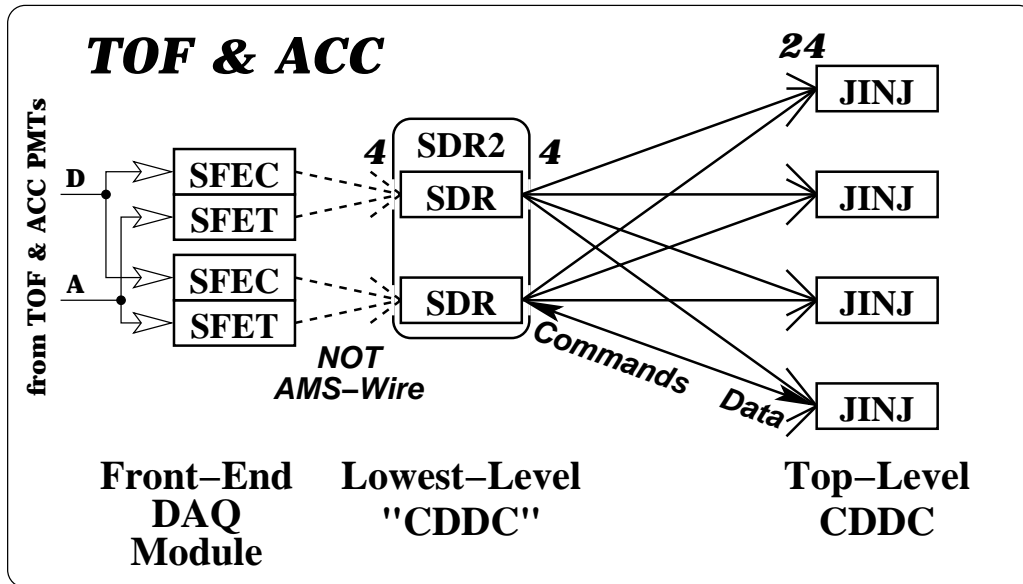 TOF & ACC
24
JINJ
JINJ
JINJ
JINJ
from TOF & ACC PMTs
D
A
SFEC
SFET
SFEC
SFET
4
SDR2
4
SDR
SDR
NOT
AMS–Wire
Commands
Data
Front–End
DAQ
Module
Lowest–Level
"CDDC"
Top–Level
CDDC